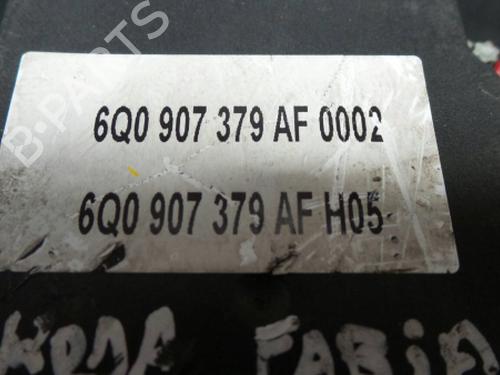 B-PARTS
6Q0 907 379 AF 0002
6Q0 907 379 AF H05
FABIA